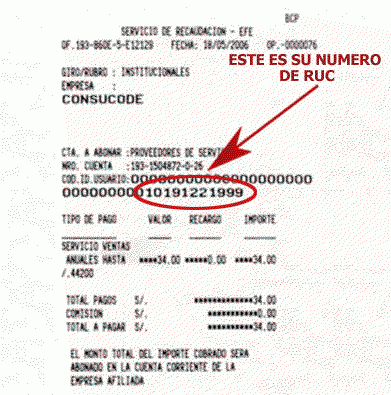 BCP
SERVICIO DE RECAUDACION - EFE
OF.193-860E-5-E12129 FECHA: 18/05/2006 OP.-0000076
ESTE ES SU NUMERO
DE RUC
GIRO/RUBRO : INSTITUCIONALES
EMPRESA :
CONSUCODE
CTA. A ABONAR :PROVEEDORES DE SERVI
NRO. CUENTA :193-1504872-0-26
COD.ID.USUARIO:00000000000000000000
00000000010191221999
TIPO DE PAGO VALOR RECARGO IMPORTE
SERVICIO VENTAS
ANUALES HASTA ****34.00 *****0.00 ****34.00
/.44200
TOTAL PAGOS S/. ************34.00
COMISION S/. *************0.00
TOTAL A PAGAR S/. ************34.00
EL MONTO TOTAL DEL IMPORTE COBRADO SERA
ABONADO EN LA CUENTA CORRIENTE DE LA
EMPRESA AFILIADA